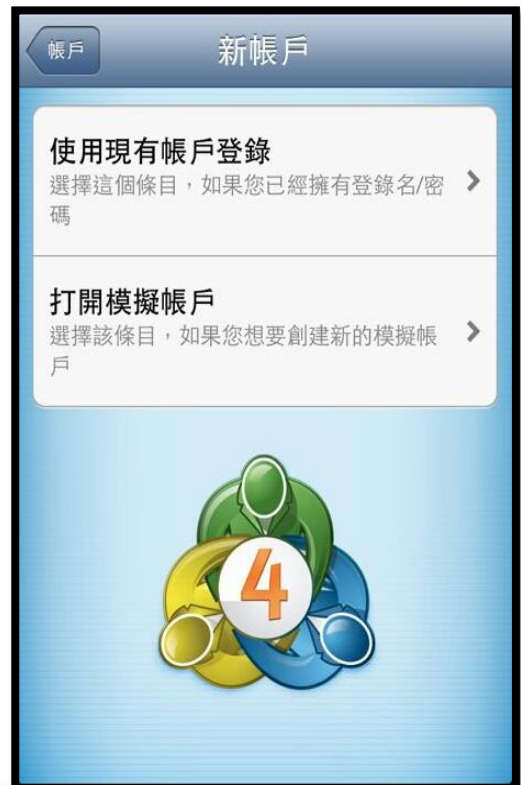 帳戶
新帳戶
使用現有帳戶登錄
選擇這個條目，如果您已經擁有登錄名/密
碼
打開模擬帳戶
選擇該條目，如果您想要創建新的模擬帳
戶
4